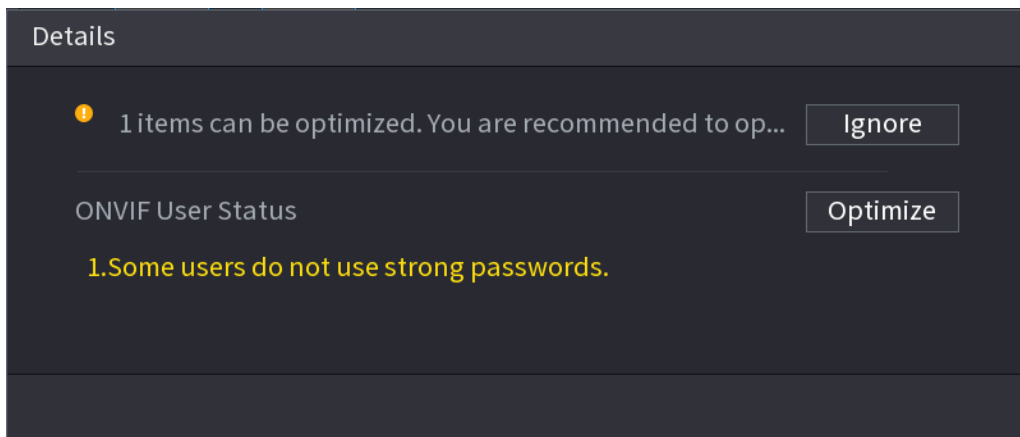 Details
1 items can be optimized. You are recommended to op... Ignore
ONVIF User Status Optimize
1.Some users do not use strong passwords.